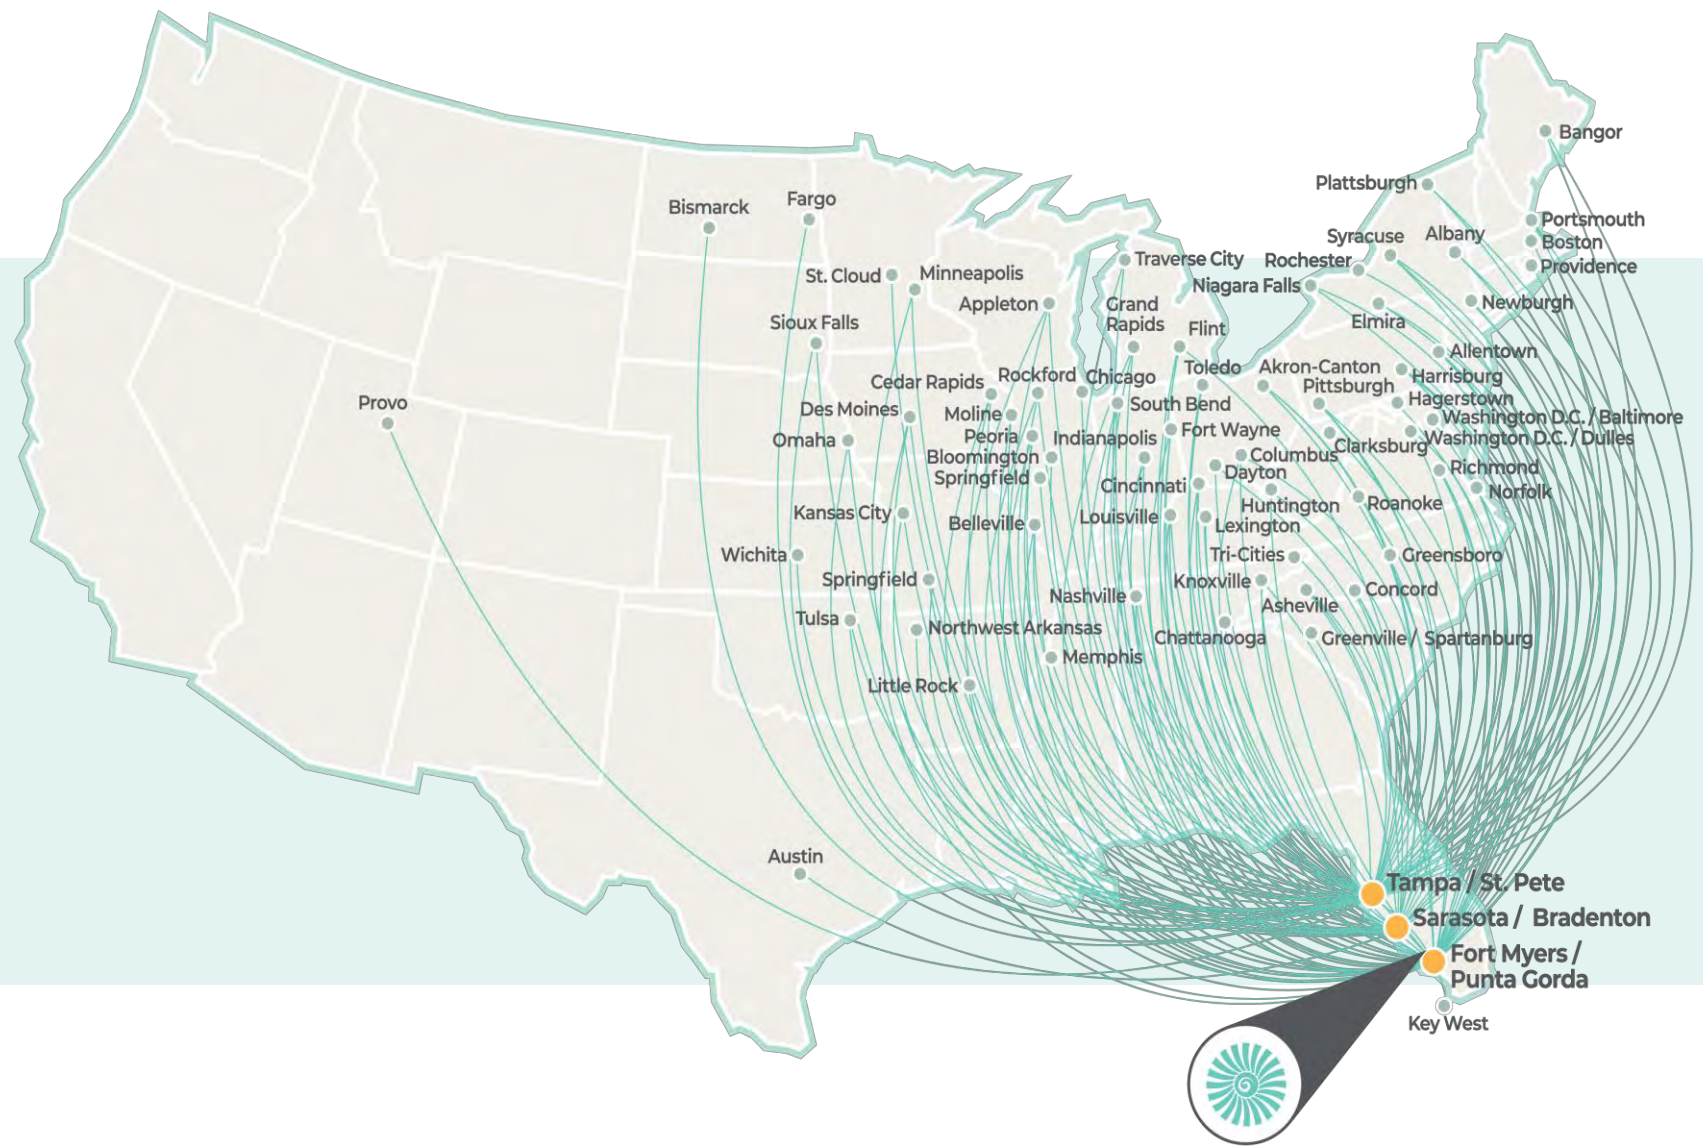 Bangor
Plattsburgh
Bismarck
Fargo
Portsmouth
Syracuse
Albany
Boston
Traverse City
Rochester
Providence
St. Cloud
Minneapolis
Niagara Falls
Appleton
Grand
Rapids
Newburgh
Sioux Falls
Elmira
Flint
Allentown
Toledo
Akron-Canton
Cedar Rapids
Rockford
Chicago
Harrisburg
Pittsburgh
Provo
Hagerstown
Des Moines
Moline
South Bend
Washington D.C. / Baltimore
Omaha
Peoria
Indianapolis
Fort Wayne
Clarksburg
Washington D.C. / Dulles
Bloomington
Columbus
Springfield
Dayton
Richmond
Cincinnati
Norfolk
Kansas City
Huntington
Roanoke
Belleville
Louisville
Lexington
Wichita
Tri-Cities
Greensboro
Springfield
Knoxville
Concord
Nashville
Asheville
Tulsa
Northwest Arkansas
Chattanooga
Greenville / Spartanburg
Memphis
Little Rock
Austin
Tampa / St. Pete
Sarasota / Bradenton
Fort Myers /
Punta Gorda
Key West